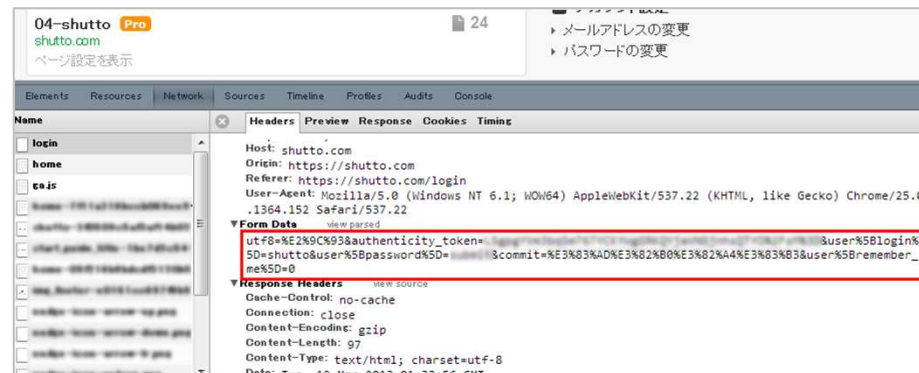 04-shutto Pro
24
shutto.com
ページ設定を表示
メールアドレスの変更
パスワードの変更
Elements Resources Network Sources Timeline Profiles Audits Console
Name
Headers Preview Response Cookies Timing
login
home
ga.js
Host: shutto.com
Origin: https://shutto.com
Referer: https://shutto.com/login
User-Agent: Mozilla/5.0 (Windows NT 6.1; WOW64) AppleWebKit/537.22 (KHTML, like Gecko) Chrome/25.0
.1364.152 Safari/537.22
▼Form Data view parsed
utf8=%E2%9C%93&authenticity_token= &user%5Blogin%
5D=shutto&user%5Bpassword%5D= &commit=%E3%83%AD%E3%82%B0%E3%82%A4%E3%83%B3&user%5Bremember_
me%5D=0
▼Response Headers view source
Cache-Control: no-cache
Connection: close
Content-Encoding: gzip
Content-Length: 97
Content-Type: text/html; charset=utf-8